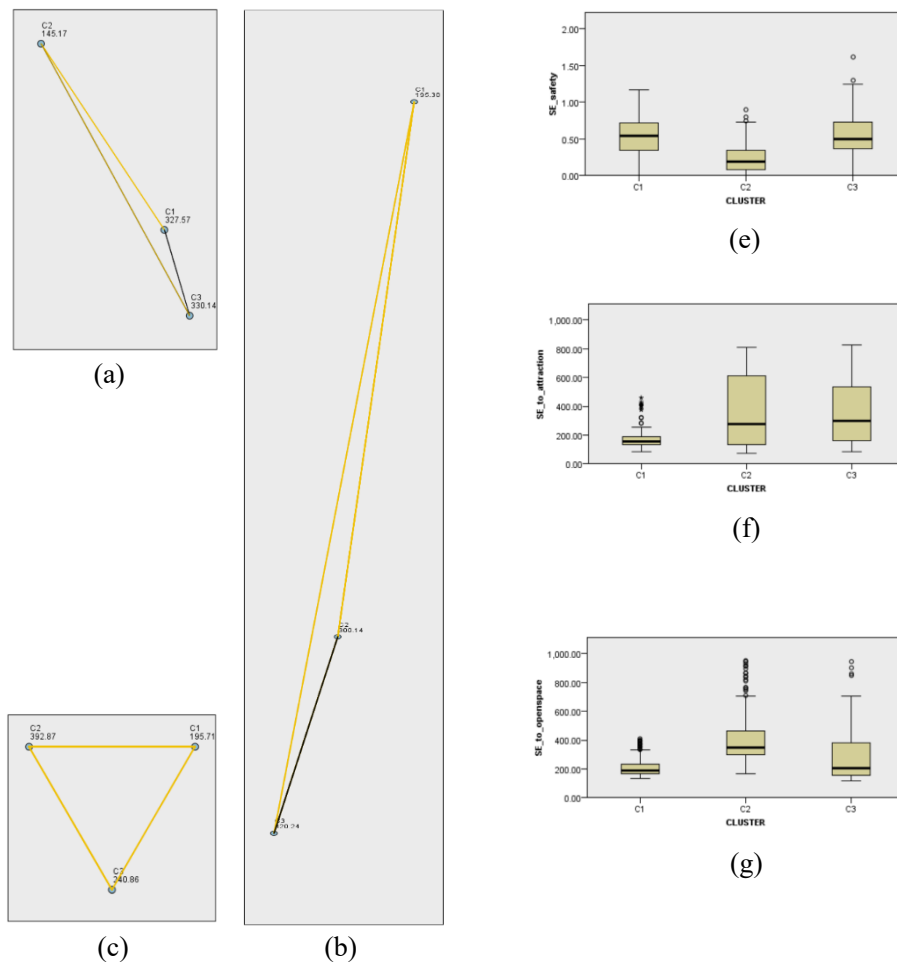 C2
145.17
C1
327.57
C3
330.14
(a)
C1
C2
(b)
C2
392.87
C1
195.71
240.86
(c)
SE_safety
2.00
1.50
1.00
0.50
0.00
C1 C2 C3
CLUSTER
(e)
SE_to_attraction
1,000.00
800.00
600.00
400.00
200.00
0.00
C1 C2 C3
CLUSTER
(f)
SE_to_openspace
1,000.00
800.00
600.00
400.00
200.00
0.00
C1 C2 C3
CLUSTER
(g)